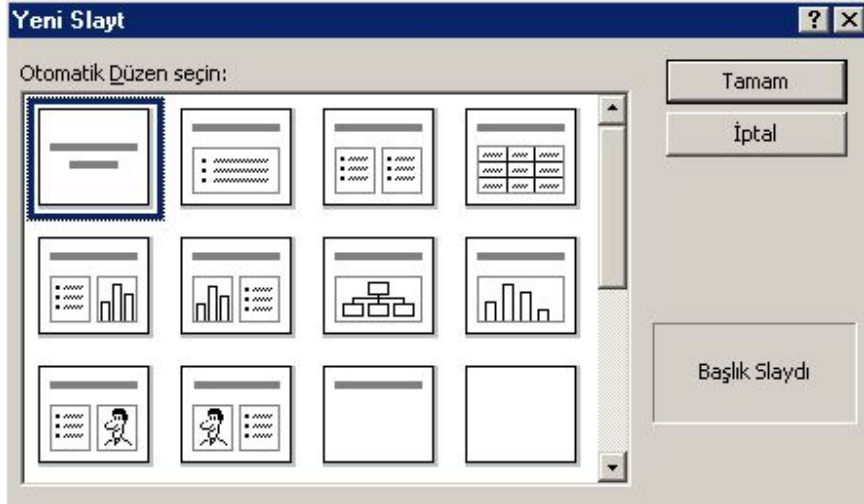 Yeni Slayt
Otomatik Düzen seçin:
Tamam
İptal
Başlık Slaydı